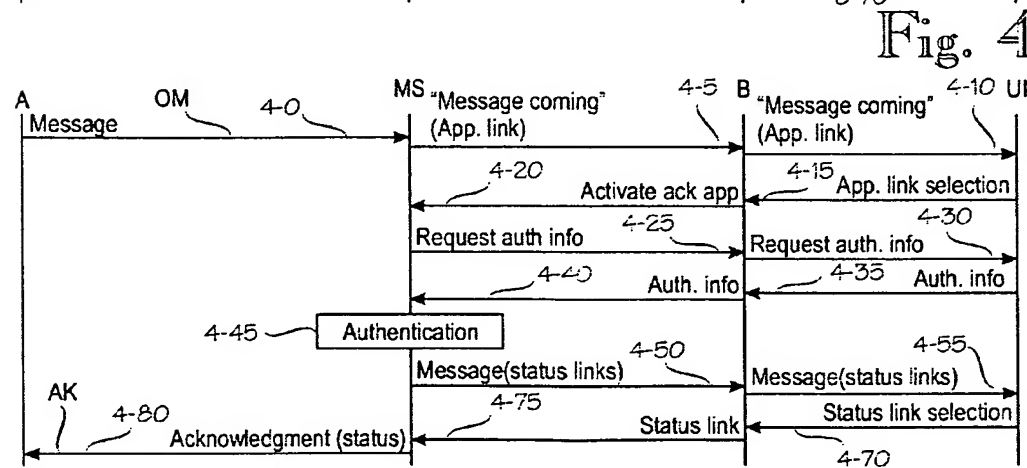 Fig. 4
A OM 4-0 MS "Message coming" 4-5 B "Message coming" 4-10
Message (App. link) (App. link)
4-20 Activate ack app 4-15 App. link selection
Request auth info 4-25 Request auth. info 4-30
4-40 Auth. info 4-35 Auth. info
4-45 Authentication
Message(status links) 4-50 Message(status links) 4-55
AK 4-80 Acknowledgment (status) 4-75 Status link Status link selection
4-70